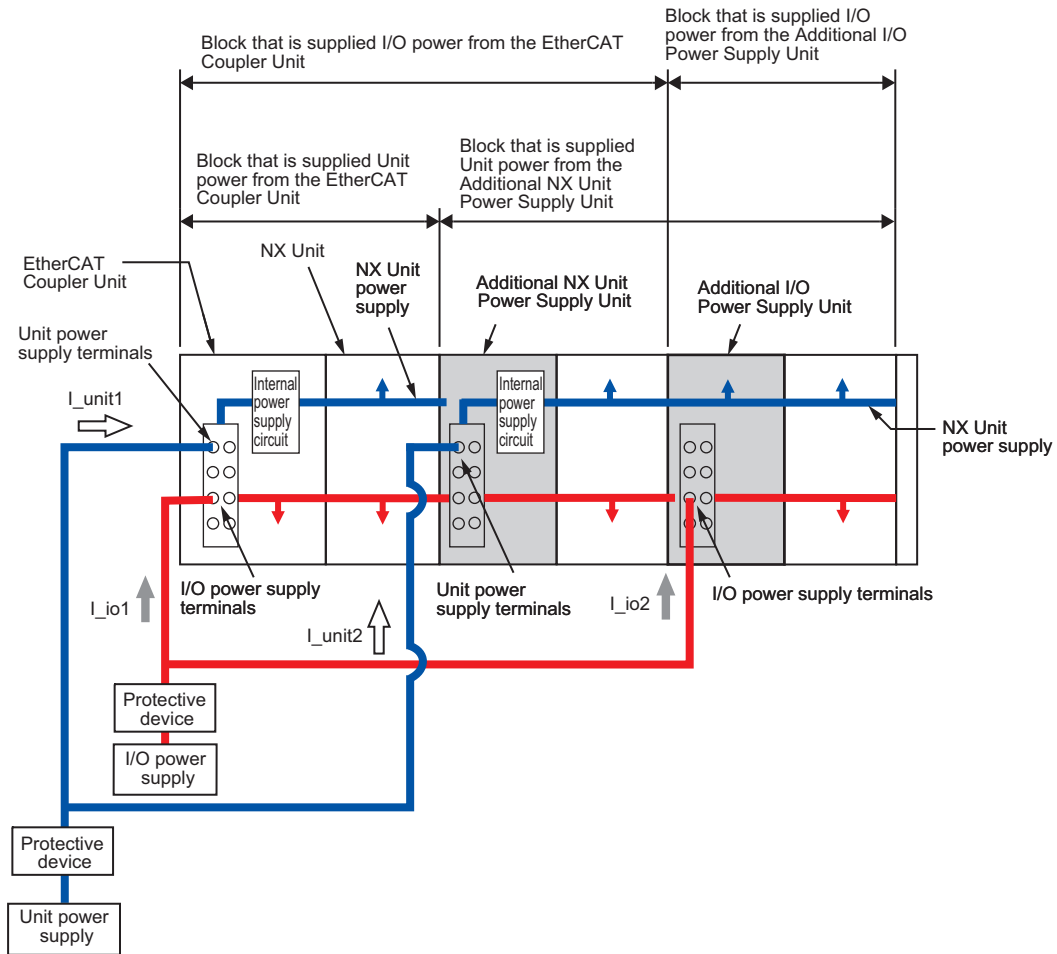 Block that is supplied I/O power from the EtherCAT
Coupler Unit
Block that is supplied I/O
power from the Additional I/O
Power Supply Unit
Block that is supplied Unit
power from the EtherCAT
Coupler Unit
Block that is supplied
Unit power from the
Additional NX Unit
Power Supply Unit
EtherCAT
Coupler Unit
NX Unit
NX Unit
power
supply
Additional NX Unit
Power Supply Unit
Additional I/O
Power Supply Unit
Unit power
supply terminals
I_unit1
Internal
power
supply
circuit
Internal
power
supply
circuit
NX Unit
power supply
I/O power supply
terminals
Unit power
supply terminals
I/O power supply terminals
I_io1
I_unit2
I_io2
Protective
device
I/O power
supply
Protective
device
Unit power
supply